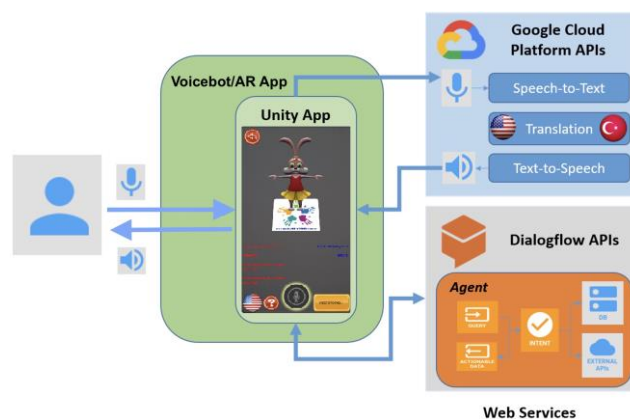 Google Cloud
Platform APIs
Voicebot/AR App
Speech-to-Text
Unity App
Translation
Text-to-Speech
Dialogflow APIs
Agent
QUERY
INTENT
DB
ACTIONABLE
DATA
EXTERNAL
APIs
Web Services